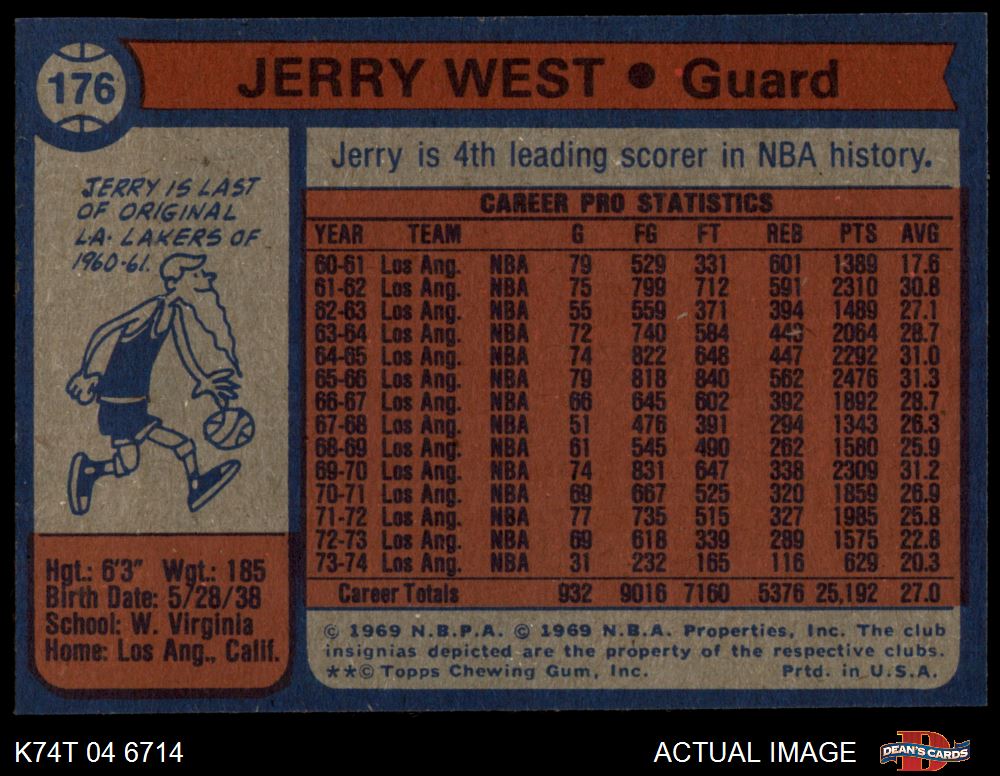 176
JERRY WEST • Guard
JERRY IS LAST
OF ORIGINAL
LA. LAKERS OF
1960-61.
Jerry is 4th leading scorer in NBA history.
CAREER PRO STATISTICS
YEAR TEAM G FG FT REB PTS AVG
60-61 Los Ang. NBA 79 529 331 601 1389 17.6
61-62 Los Ang. NBA 75 799 712 591 2310 30.8
62-63 Los Ang. NBA 55 559 371 394 1489 27.1
63-64 Los Ang. NBA 72 740 584 443 2064 28.7
64-65 Los Ang. NBA 74 822 648 447 2292 31.0
65-66 Los Ang. NBA 79 818 840 562 2476 31.3
66-67 Los Ang. NBA 66 645 602 392 1892 28.7
67-68 Los Ang. NBA 51 476 391 294 1343 26.3
68-69 Los Ang. NBA 61 545 490 262 1580 25.9
69-70 Los Ang. NBA 74 831 647 338 2309 31.2
70-71 Los Ang. NBA 69 667 525 320 1859 26.9
71-72 Los Ang. NBA 77 735 515 327 1985 25.8
72-73 Los Ang. NBA 69 618 339 289 1575 22.8
73-74 Los Ang. NBA 31 232 165 116 629 20.3
Career Totals 932 9016 7160 5376 25,192 27.0
Hgt.: 6'3" Wgt.: 185
Birth Date: 5/28/38
School: W. Virginia
Home: Los Ang., Calif.
© 1969 N.B.P.A. © 1969 N.B.A. Properties, Inc. The club
insignias depicted are the property of the respective clubs.
**© Topps Chewing Gum, Inc. Prtd. in U.S.A.
K74T 04 6714
ACTUAL IMAGE
D
DEAN'S CARDS